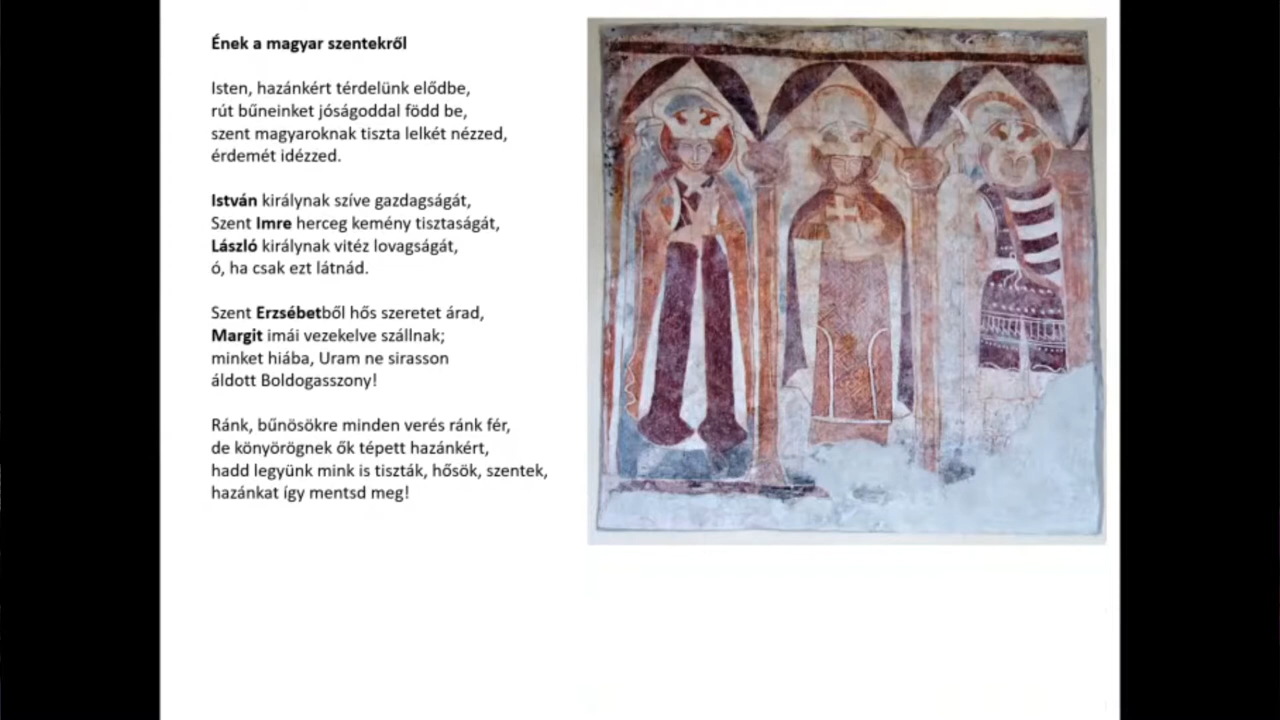 Ének a magyar szentekről
Isten, hazánkért térdelünk elődbe,
rút bűneinket jóságoddal född be,
szent magyaroknak tiszta lelkét nézzed,
érdemét idézzed.
István királynak szíve gazdagságát,
Szent Imre herceg kemény tisztaságát,
László királynak vitéz lovagságát,
ó, ha csak ezt látnád.
Szent Erzsébetből hős szeretet árad,
Margit imái vezekelve szállnak;
minket hiába, Uram ne sirasson
áldott Boldogasszony!
Ránk, bűnösökre minden verés ránk fér,
de könyörögnek ők tépett hazánkért,
hadd legyünk mink is tiszták, hősök, szentek,
hazánkat így mentsd meg!